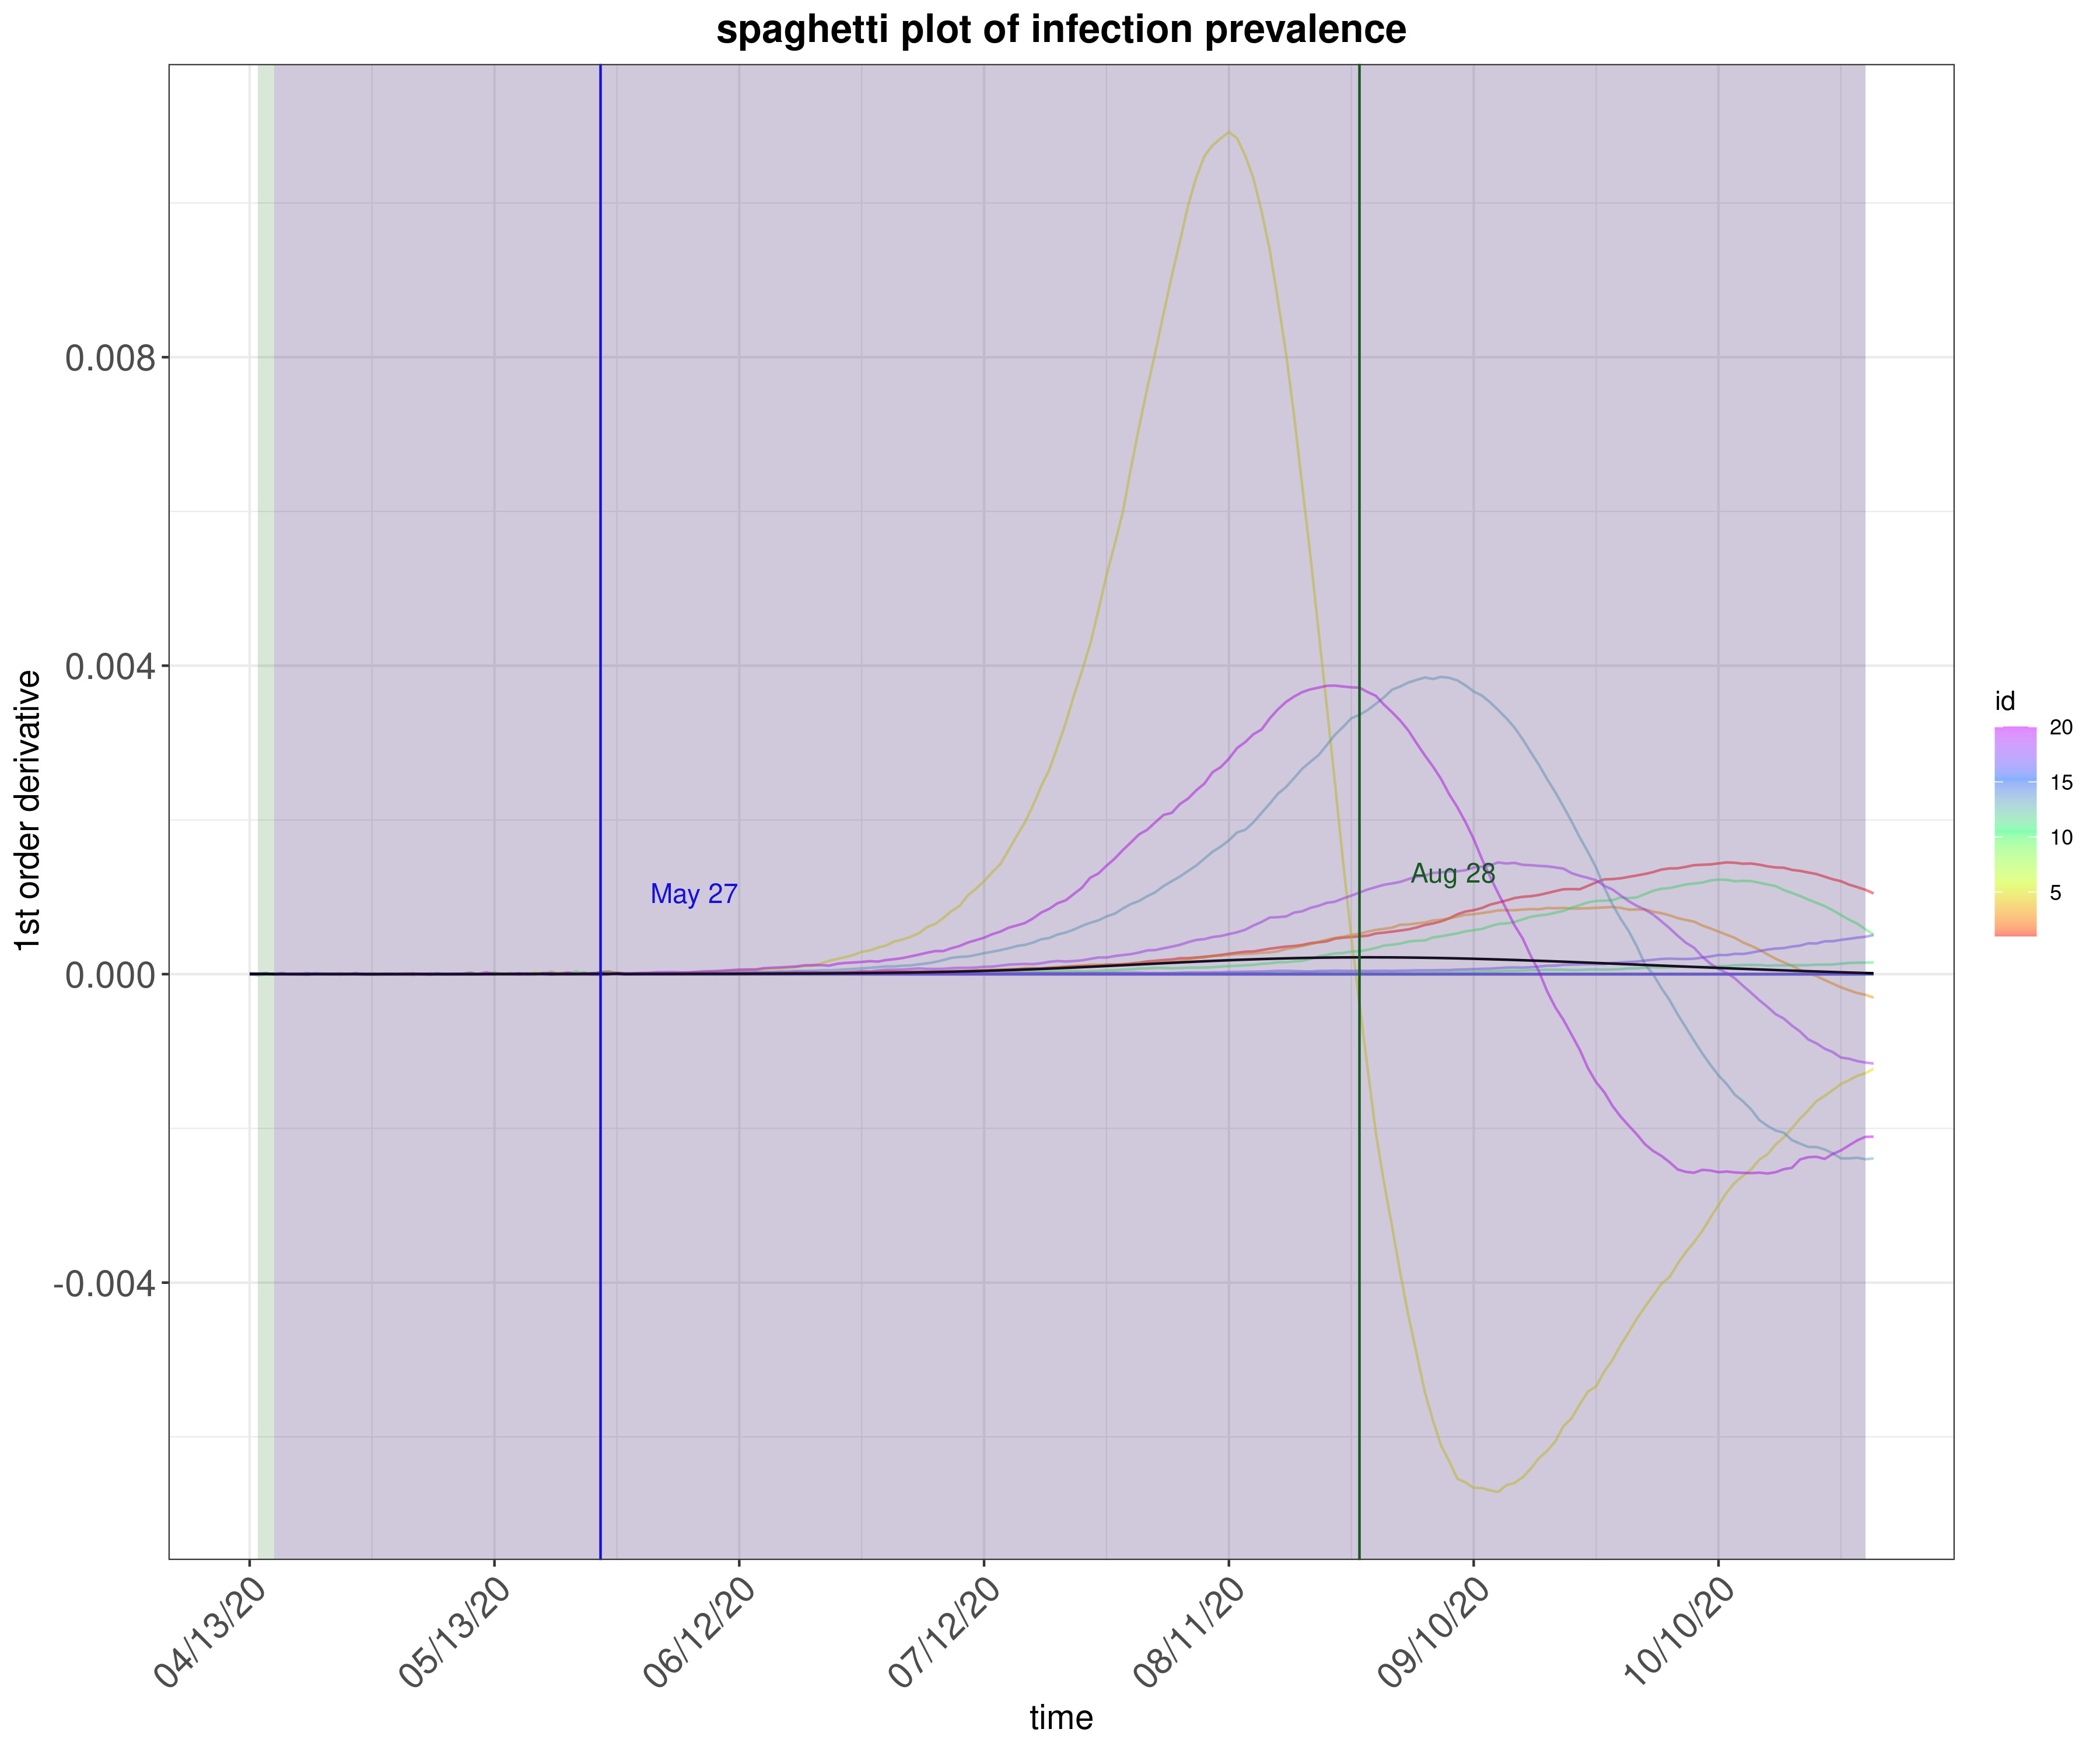 spaghetti plot of infection prevalence
1st order derivative
0.008
0.004
0.000
-0.004
May 27
Aug 28
04/13/20
05/13/20
06/12/20
07/12/20
08/11/20
09/10/20
10/10/20
time
id
20
15
10
5